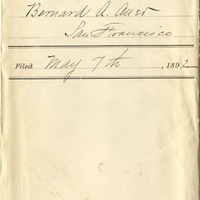 Bernard A. Auer
San Francisco
Filed May 7th, 1892